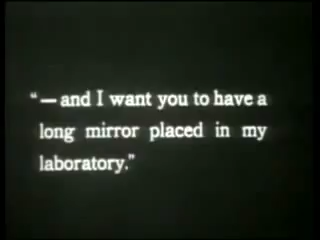 “—and I want you to have a
long mirror placed in my
laboratory.”